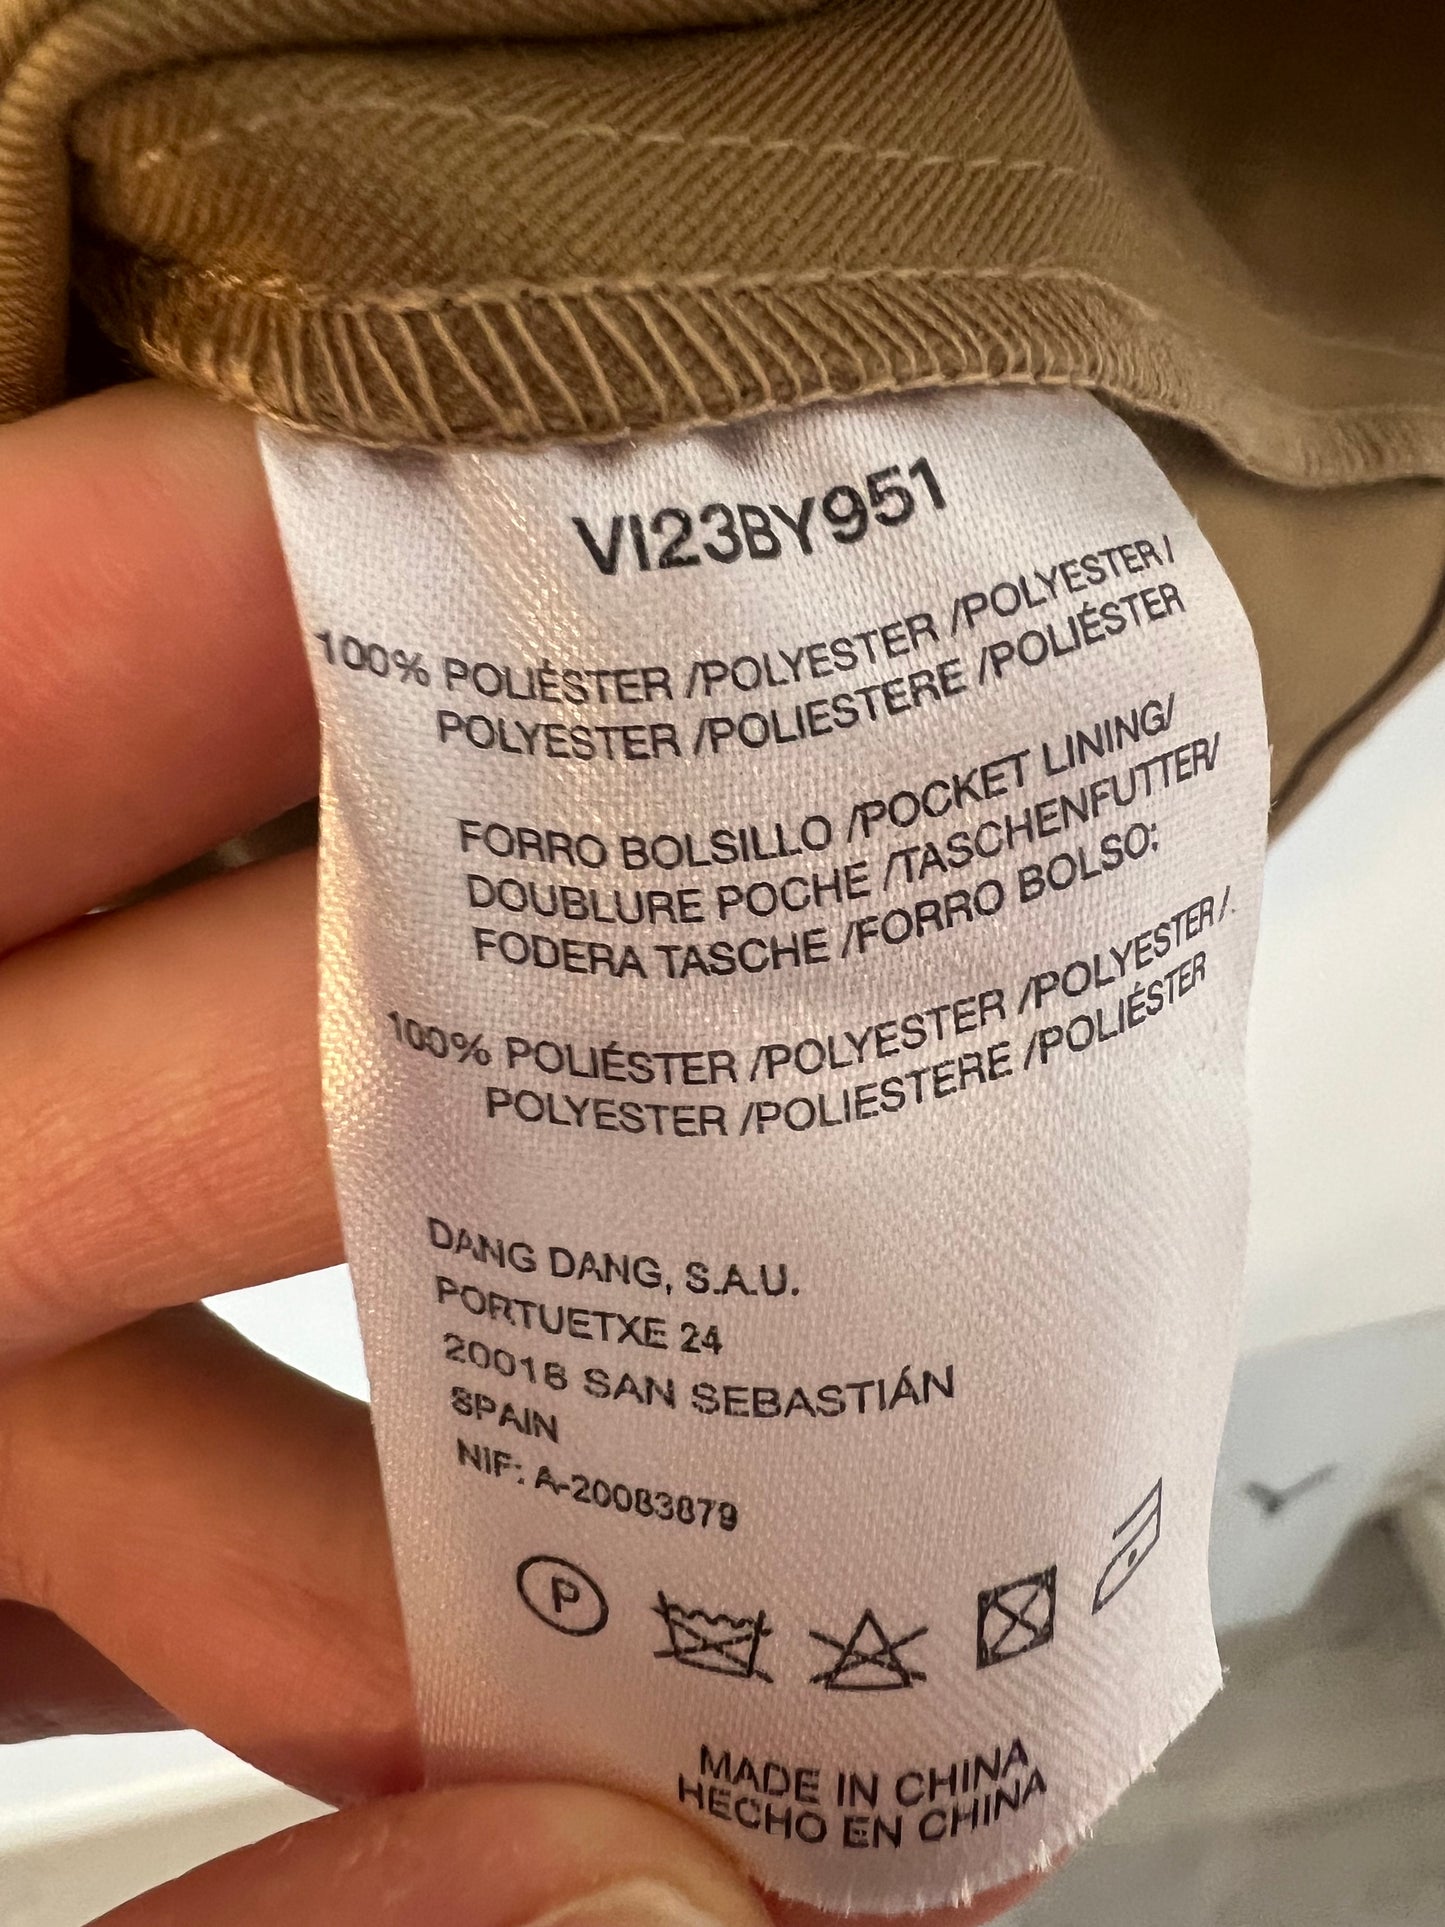 VI23BY951
100% POLIÉSTER /POLYESTER /POLYESTER /
POLYESTER /POLIESTERE /POLIÉSTER
FORRO BOLSILLO /POCKET LINING/
DOUBLURE POCHE /TASCHENFUTTER/
FODERA TASCHE /FORRO BOLSO:
100% POLIÉSTER /POLYESTER /POLYESTER /
POLYESTER /POLIESTERE /POLIÉSTER
DANG DANG, S.A.U.
PORTUETXE 24
20018 SAN SEBASTIÁN
SPAIN
NIF: A-20083879
P
MADE IN CHINA
HECHO EN CHINA